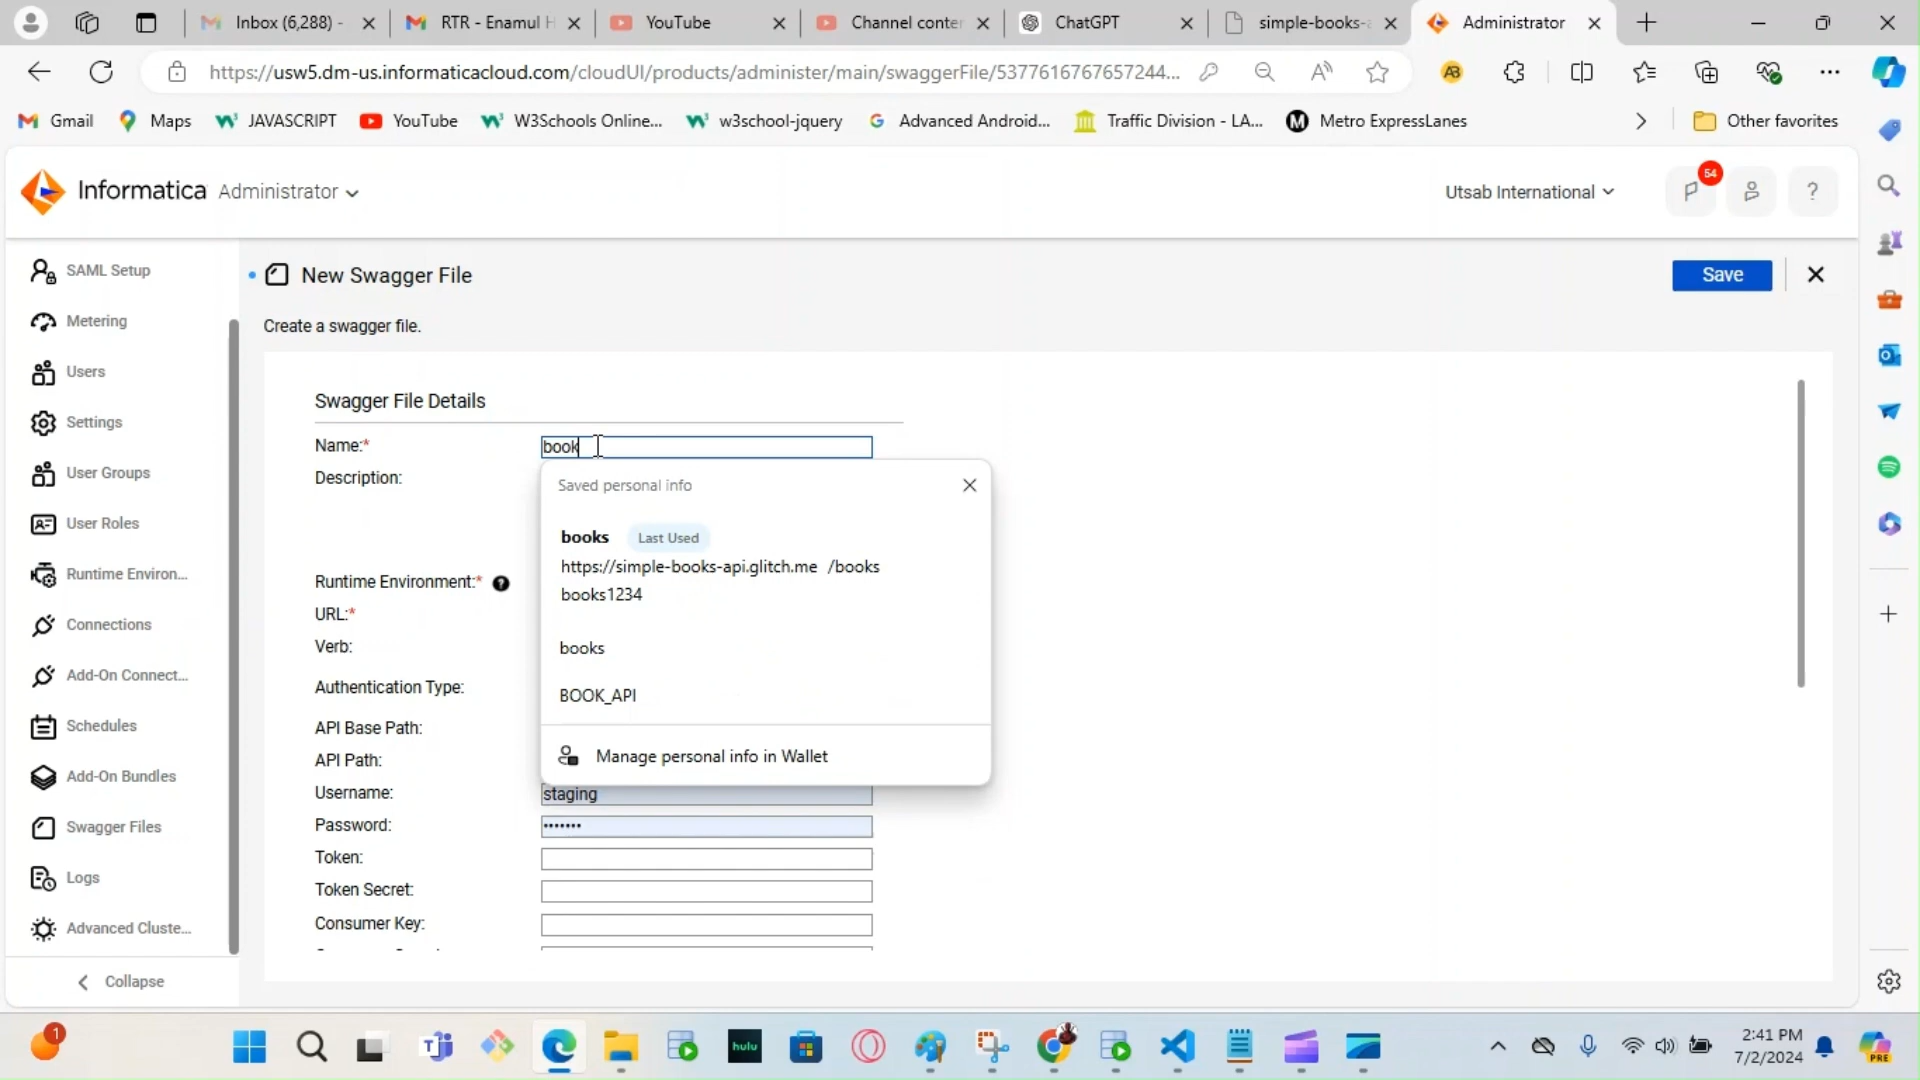 Inbox (6,288) -
RTR - Enamul H
YouTube
Channel conte
ChatGPT
simple-books-a
Administrator
https://usw5.dm-us.informaticacloud.com/cloudUI/products/administer/main/swaggerFile/5377616767657244...
Gmail
Maps
JAVASCRIPT
YouTube
W3Schools Online...
w3school-jquery
Advanced Android...
Traffic Division - LA...
Metro ExpressLanes
Other favorites
Informatica Administrator
Utsab International
54
SAML Setup
Metering
Users
Settings
User Groups
User Roles
Runtime Environ...
Connections
Add-On Connect...
Schedules
Add-On Bundles
Swagger Files
Logs
Advanced Cluste...
Collapse
New Swagger File
Save
Create a swagger file.
Swagger File Details
Name:* book
Description:
Runtime Environment:*
URL:*
Verb:
Authentication Type:
API Base Path:
API Path:
Username: staging
Password: •••••••
Token:
Token Secret:
Consumer Key:
Saved personal info
books Last Used
https://simple-books-api.glitch.me /books
books1234
books
BOOK_API
Manage personal info in Wallet
1
hulu
2:41 PM
7/2/2024
PRE